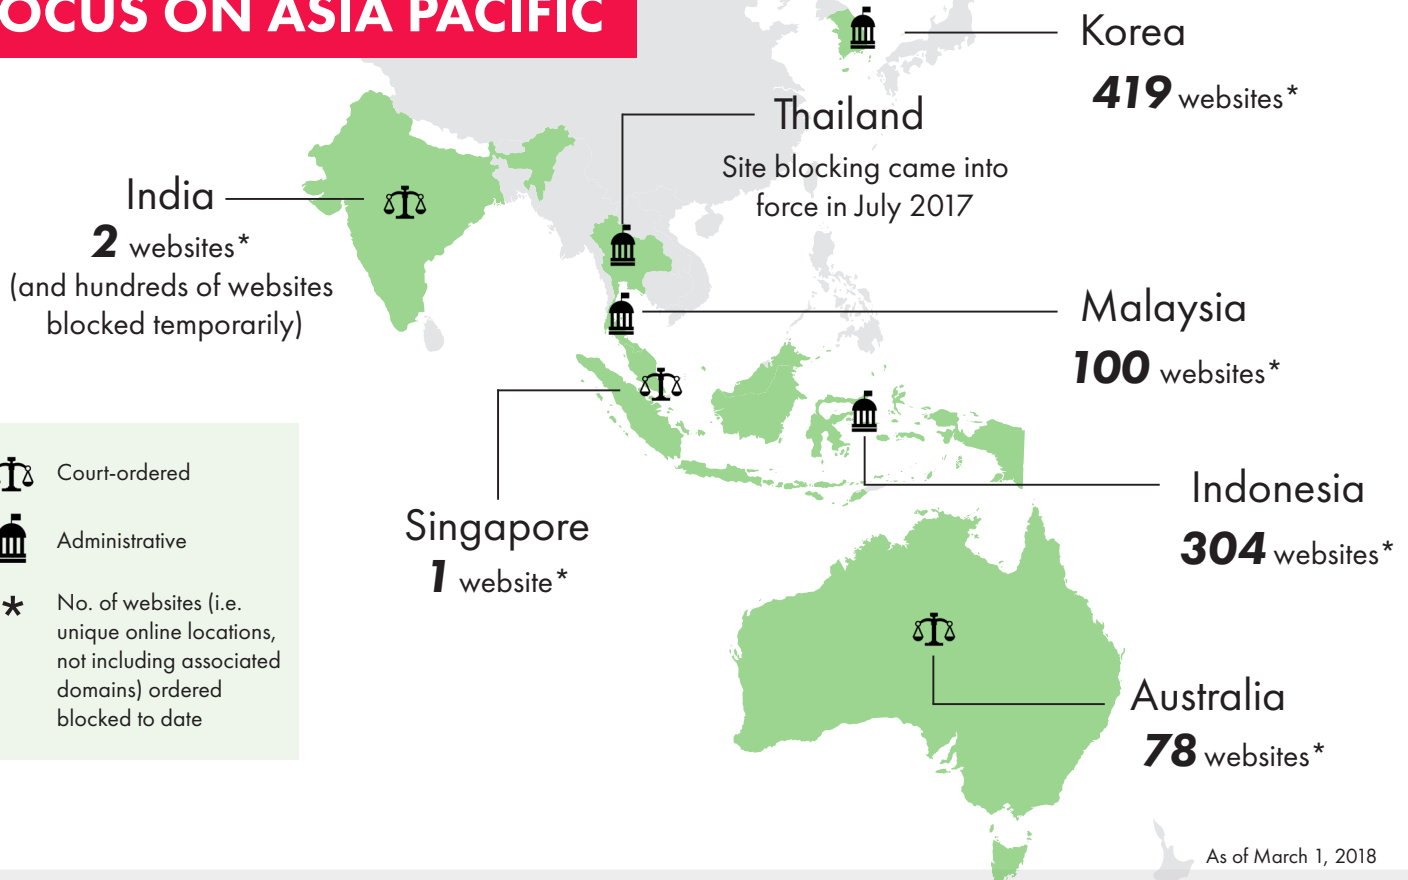 OCUS ON ASIA PACIFIC
Korea
419 websites*
Thailand
Site blocking came into
force in July 2017
India
2 websites*
(and hundreds of websites
blocked temporarily)
Malaysia
100 websites*
Indonesia
304 websites*
Singapore
1 website*
Australia
78 websites*
Court-ordered
Administrative
* No. of websites (i.e.
unique online locations,
not including associated
domains) ordered
blocked to date
As of March 1, 2018